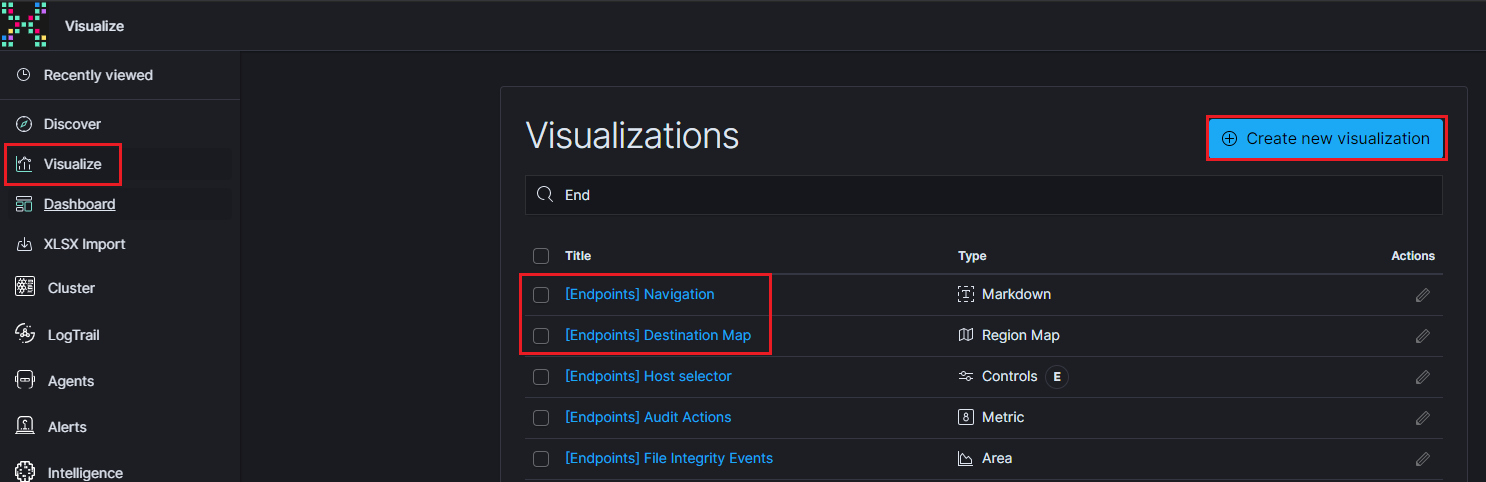 Visualize
Recently viewed
Discover
Visualize
Dashboard
XLSX Import
Cluster
LogTrail
Agents
Alerts
Intelligence
Visualizations
Create new visualization
End
Title Type Actions
[Endpoints] Navigation Markdown
[Endpoints] Destination Map Region Map
[Endpoints] Host selector Controls E
[Endpoints] Audit Actions 8 Metric
[Endpoints] File Integrity Events Area